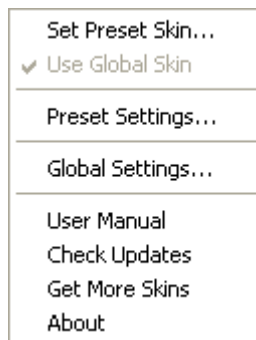 Set Preset Skin...
Use Global Skin
Preset Settings...
Global Settings...
User Manual
Check Updates
Get More Skins
About